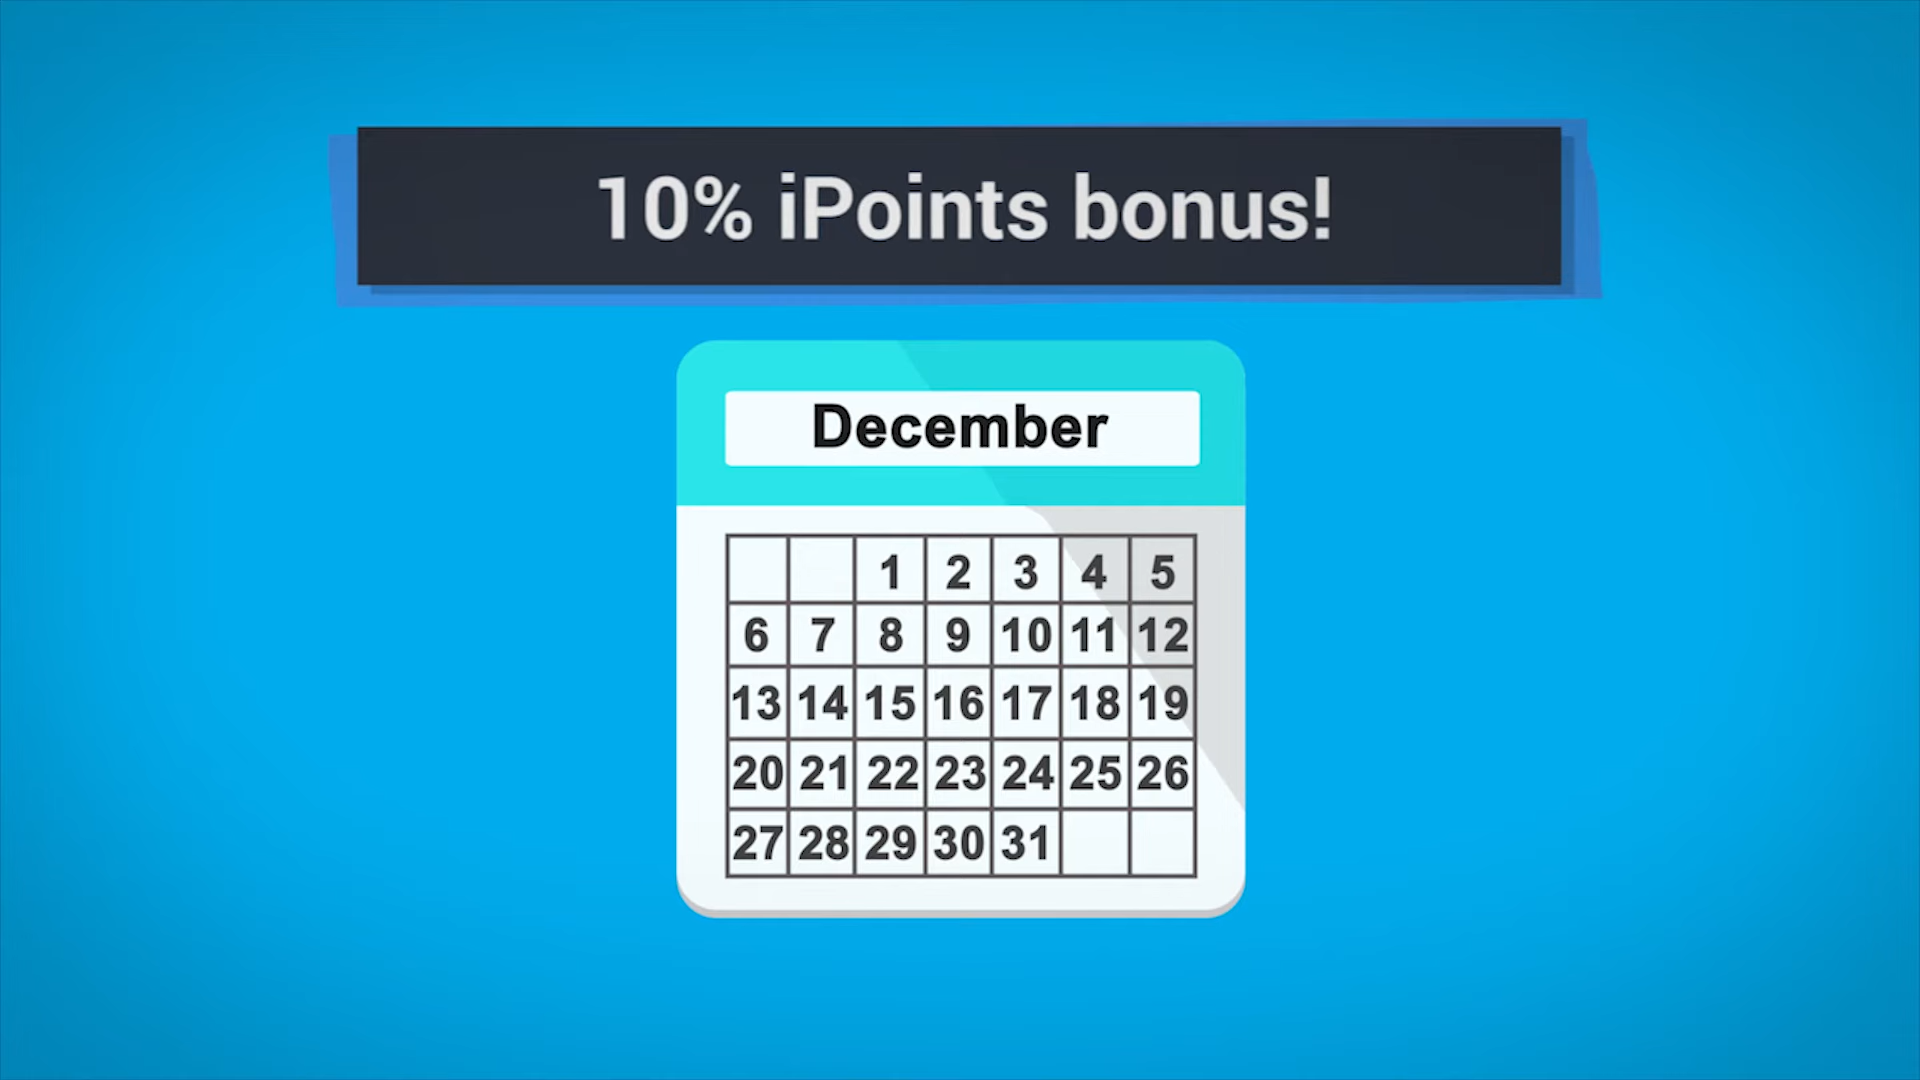 10% iPoints bonus!
December
1 2 3 4 5
6 7 8 9 10 11 12
13 14 15 16 17 18 19
20 21 22 23 24 25 26
27 28 29 30 31